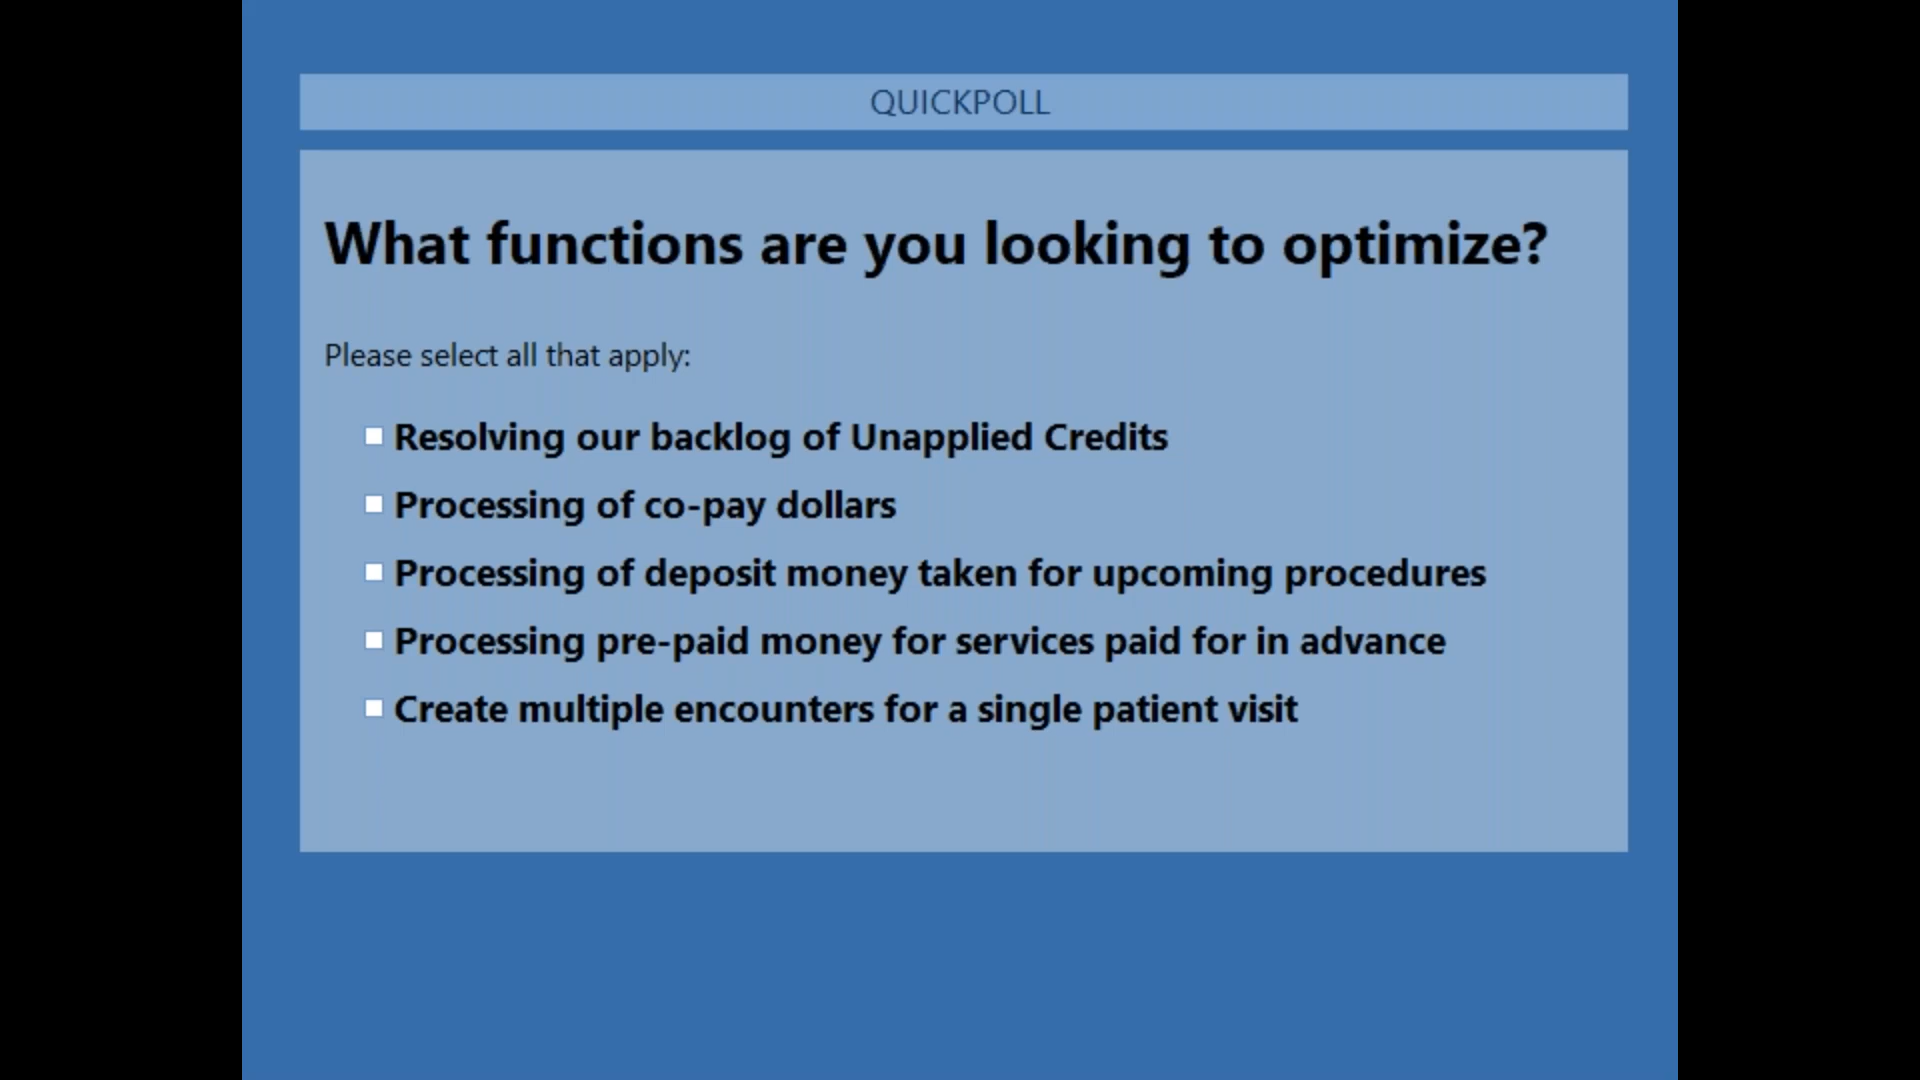 QUICKPOLL
What functions are you looking to optimize?
Please select all that apply:
Resolving our backlog of Unapplied Credits
Processing of co-pay dollars
Processing of deposit money taken for upcoming procedures
Processing pre-paid money for services paid for in advance
Create multiple encounters for a single patient visit